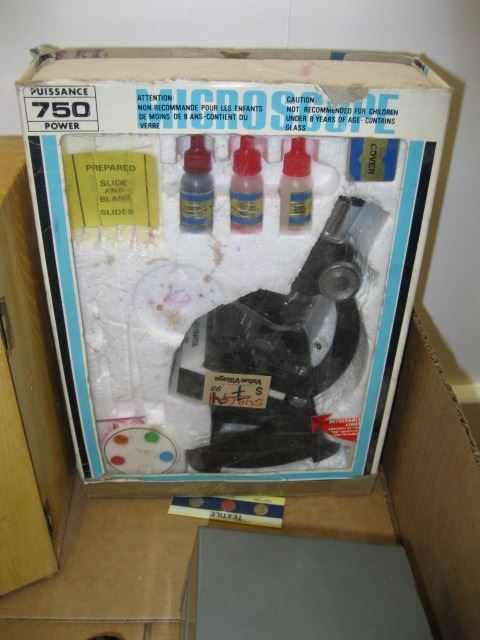 PUISSANCE
750
POWER
MICROSCOPE
ATTENTION
NON RECOMMANDE POUR LES ENFANTS
DE MOINS DE 8 ANS-CONTIENT DU
VERRE
CAUTION
NOT RECOMMENDED FOR CHILDREN
UNDER 8 YEARS OF AGE- CONTAINS
GLASS
PREPARED
SLIDE
AND
BLANK
SLIDES
COVER
Value Village
$ 99
TEXTILE